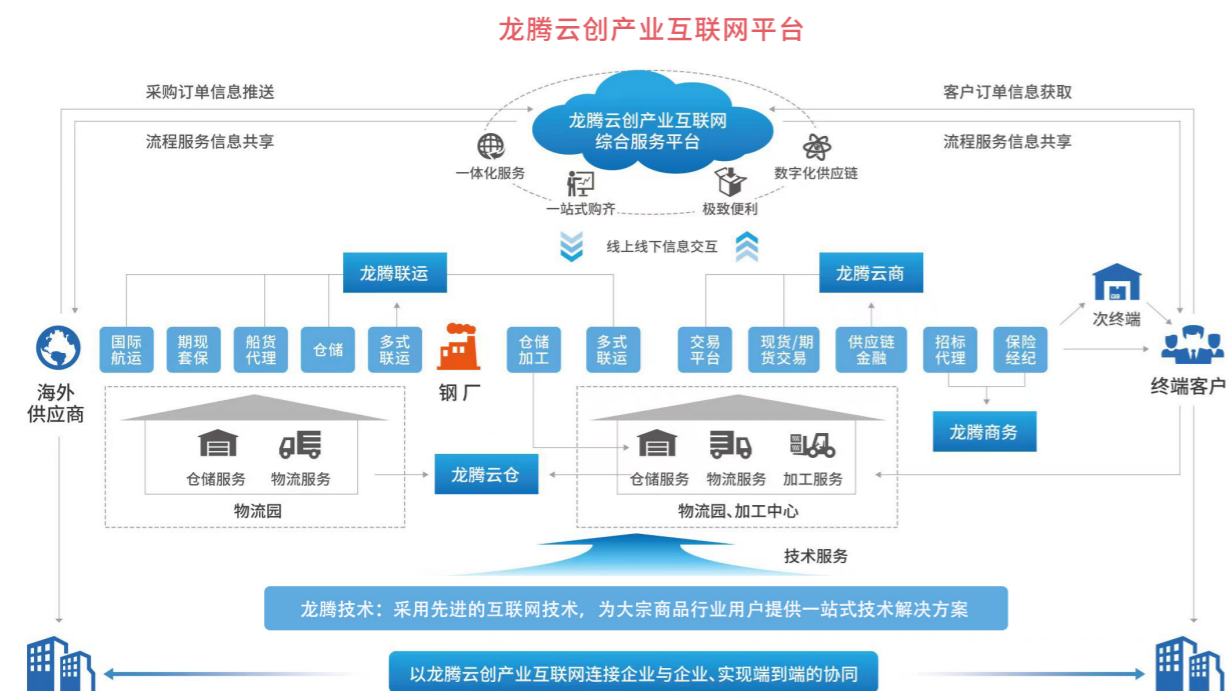 龙腾云创产业互联网平台
采购订单信息推送
客户订单信息获取
龙腾云创产业互联网
综合服务平台
流程服务信息共享
流程服务信息共享
一体化服务
数字化供应链
一站式购齐
极致便利
线上线下信息交互
龙腾联运
龙腾云商
次终端
国际
航运
期现
套保
船货
代理
仓储
多式
联运
仓储
加工
多式
联运
交易
平台
现货/期
货交易
供应链
金融
招标
代理
保险
经纪
海外
供应商
钢厂
终端客户
龙腾商务
仓储服务
物流服务
龙腾云仓
仓储服务
物流服务
加工服务
物流园
物流园、加工中心
技术服务
龙腾技术：采用先进的互联网技术，为大宗商品行业用户提供一站式技术解决方案
以龙腾云创产业互联网连接企业与企业、实现端到端的协同